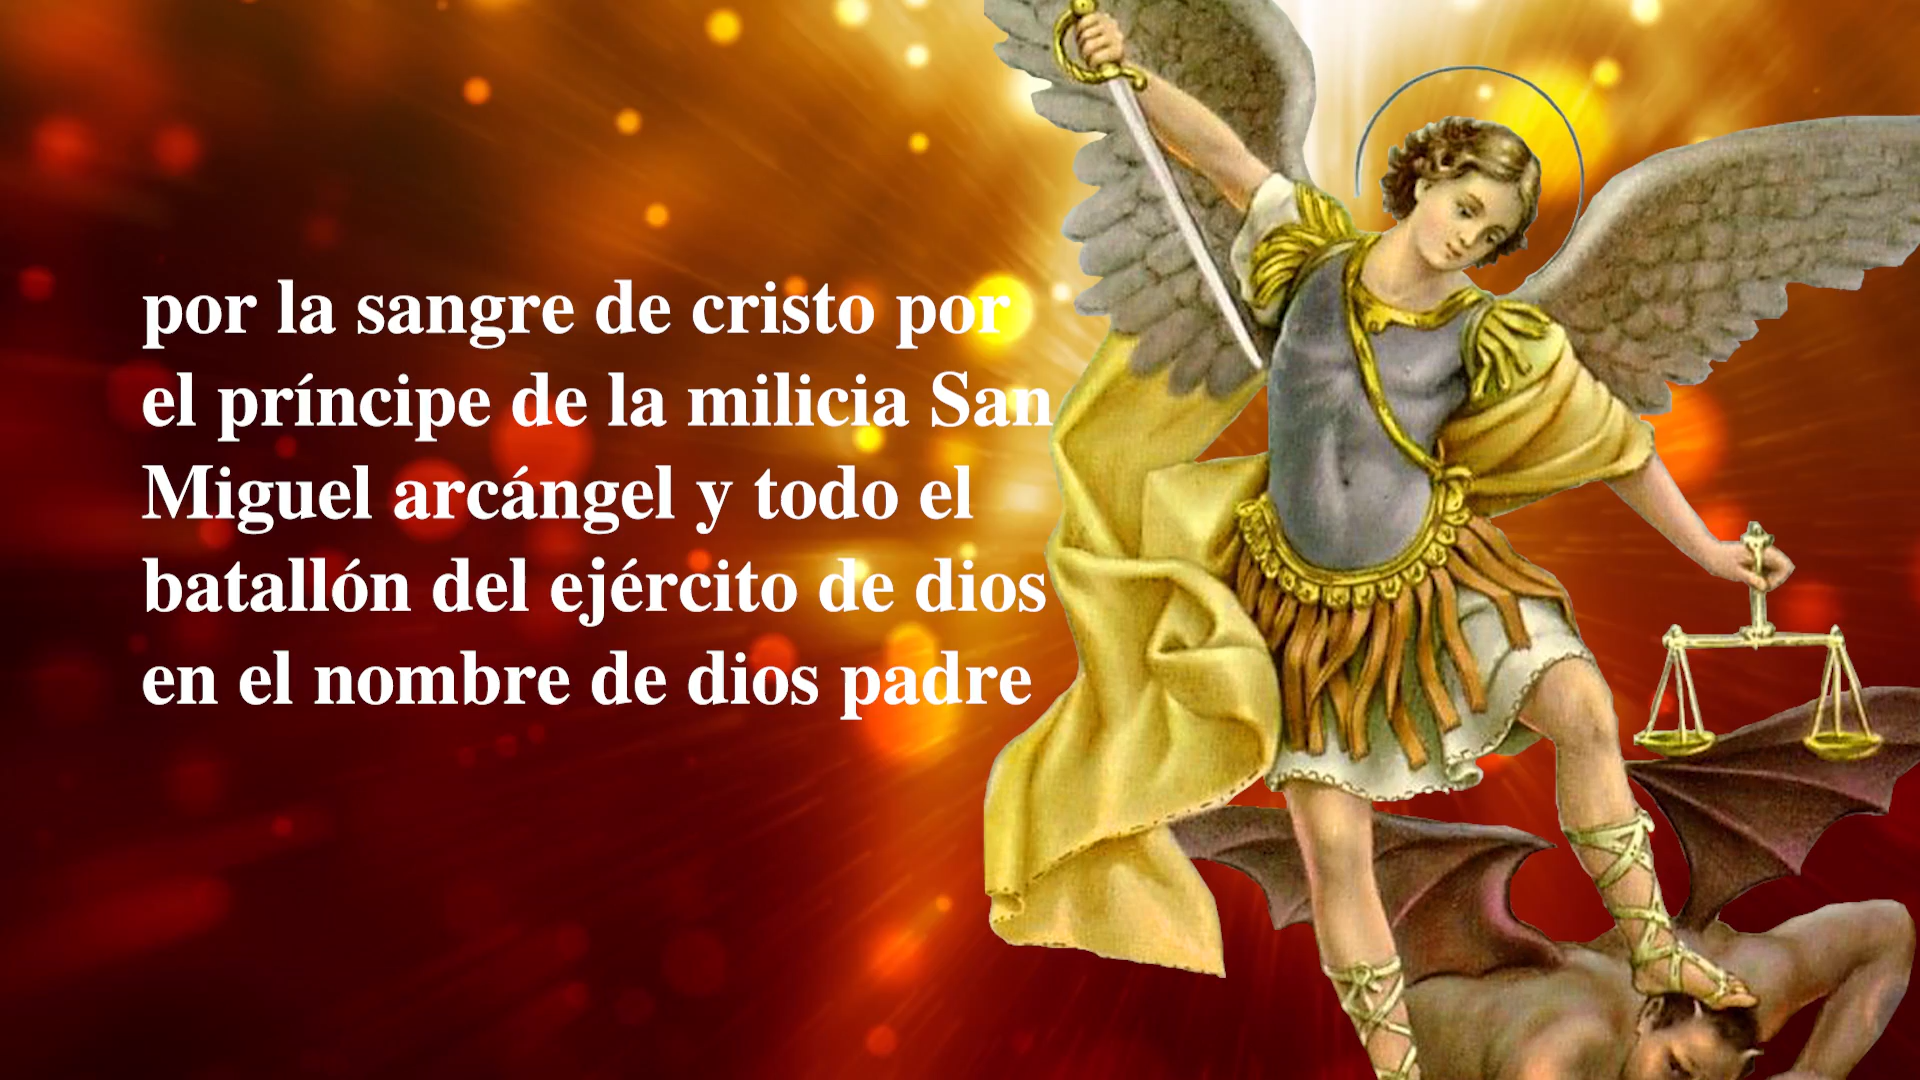 por la sangre de cristo por
el príncipe de la milicia San
Miguel arcángel y todo el
batallón del ejército de dios
en el nombre de dios padre